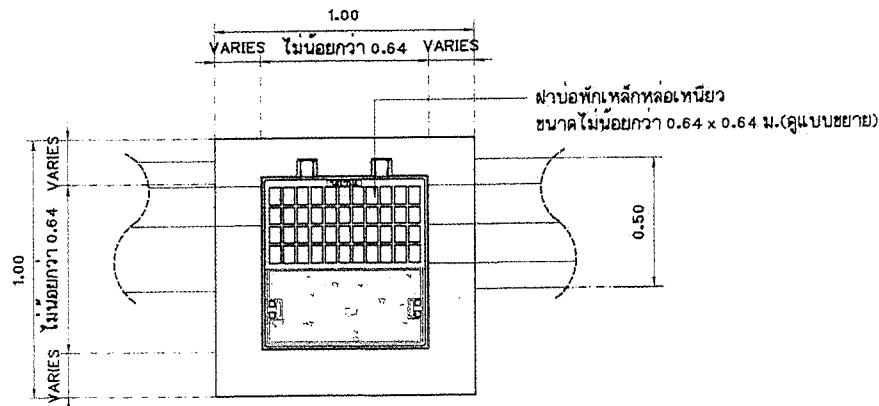 1.00
VARIES ไม่น้อยกว่า 0.64 VARIES
ฝาบ่อพักเหล็กหล่อเหนียว
ขนาดไม่น้อยกว่า 0.64 x 0.64 ม.(ดูแบบขยาย)
VARIES
ไม่น้อยกว่า 0.64
VARIES
1.00
0.50